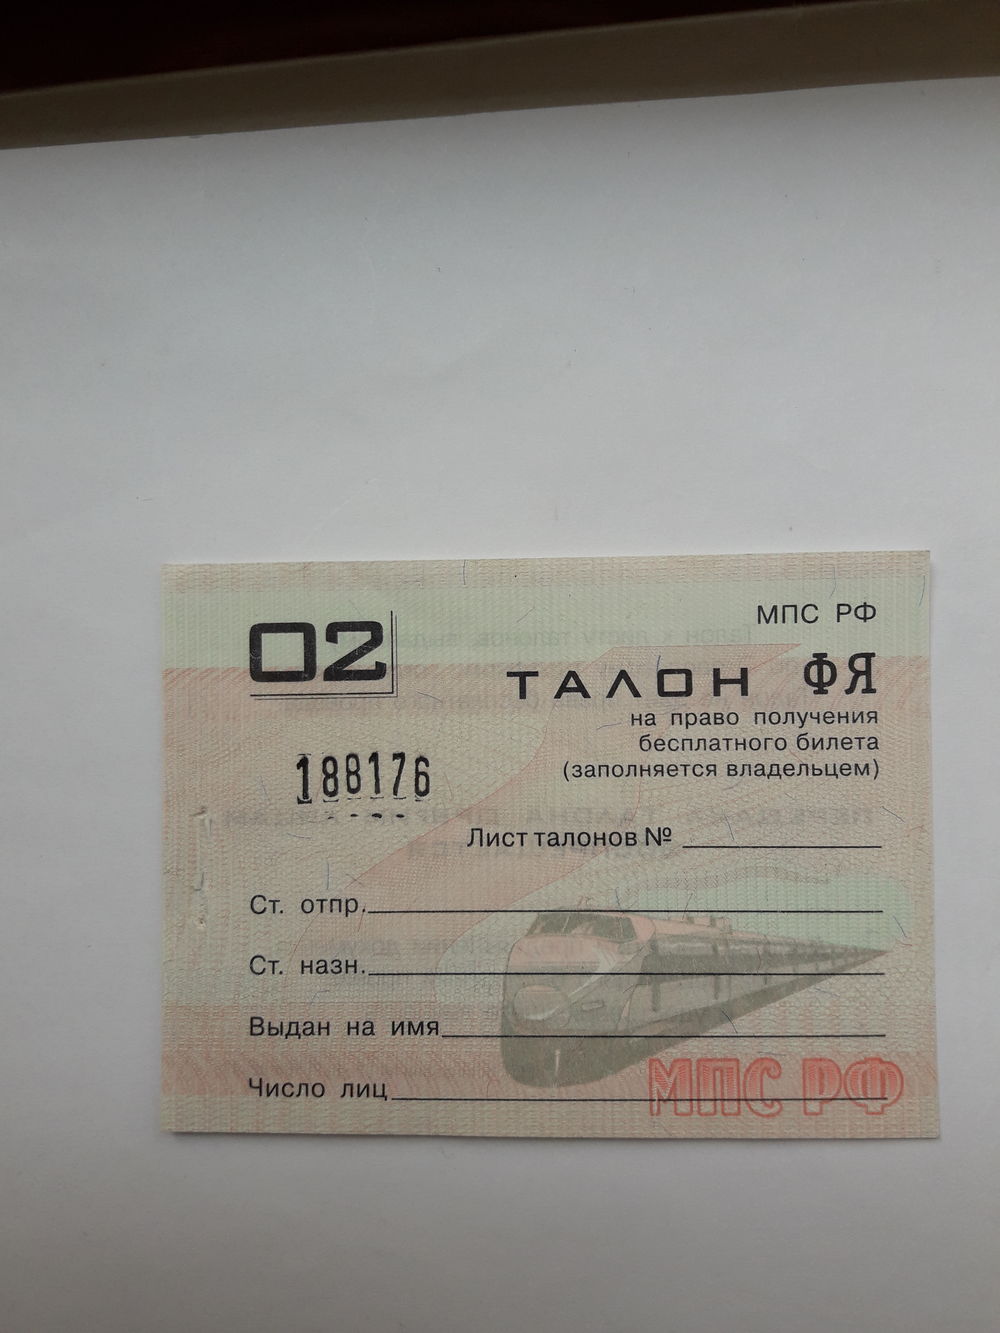 02
МПС РФ
ТАЛОН ФЯ
на право получения
бесплатного билета
(заполняется владельцем)
188176
Лист талонов №
Ст. отпр.
Ст. назн.
Выдан на имя
Число лиц
МПС РФ